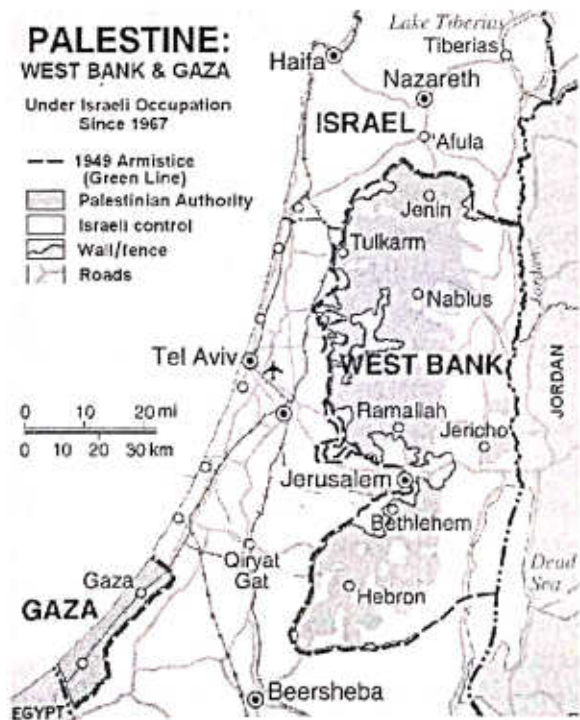 PALESTINE:
WEST BANK & GAZA
Under Israeli Occupation
Since 1967
1949 Armistice
(Green Line)
Palestinian Authority
Israeli control
Wall/fence
Roads
Lake Tiberias
Tiberias
Haifa
Nazareth
ISRAEL
Afula
Jenin
Tulkarm
Nablus
Jordan
Tel Aviv
WEST BANK
JORDAN
0 10 20 mi
0 10 20 30 km
Ramallah
Jericho
Jerusalem
Bethlehem
Qiryat
Gat
Dead
Sea
Gaza
GAZA
Hebron
Beersheba
EGYPT